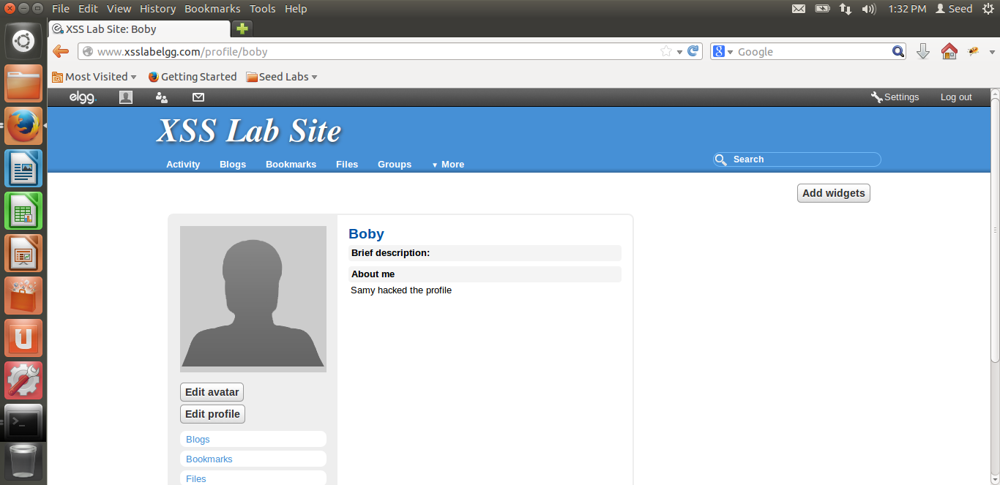 File Edit View History Bookmarks Tools Help 1:32 PM Seed
XSS Lab Site: Boby
www.xsslabelgg.com/profile/boby Google
Most Visited Getting Started Seed Labs
elgg. Settings Log out
XSS Lab Site
Activity Blogs Bookmarks Files Groups More Search
Add widgets
Boby
Brief description:
About me
Samy hacked the profile
Edit avatar
Edit profile
Blogs
Bookmarks
Files